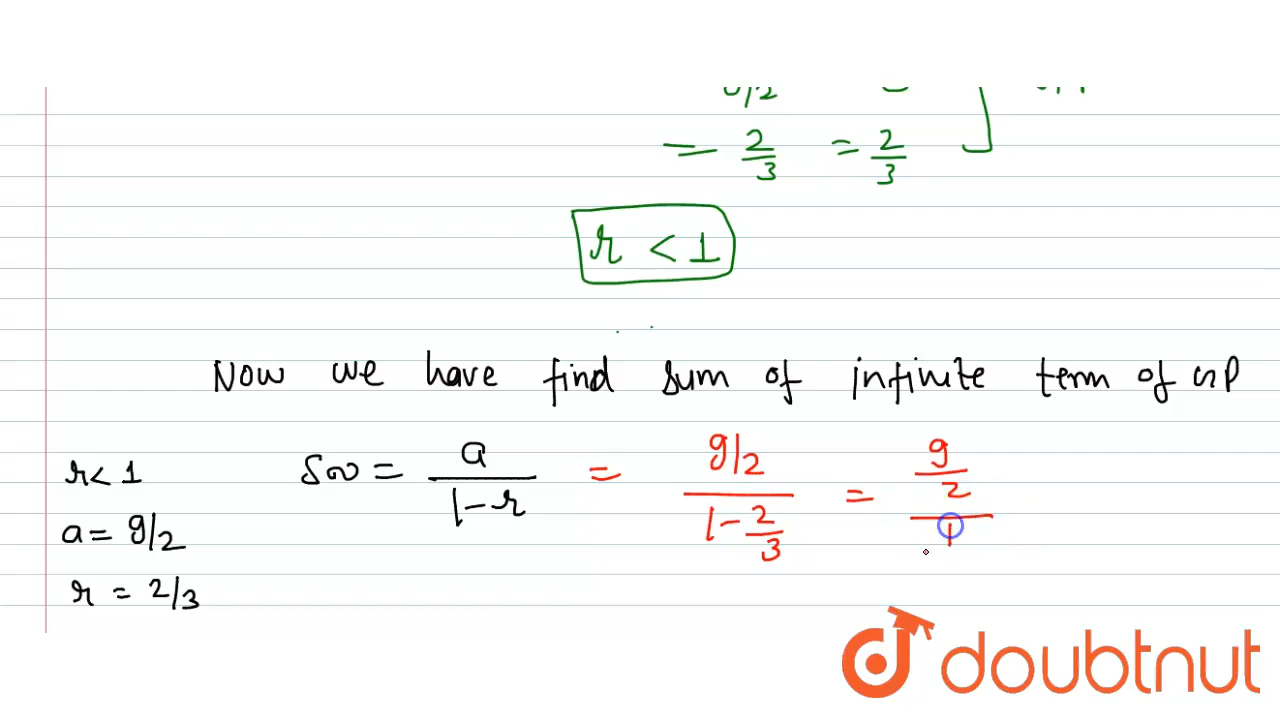 = 2/3 = 2/3
r < 1
Now we have find sum of infinite term of GP
r < 1
S∞ = a/(1-r) = (9/2)/(1-2/3) = (9/2)/1
a = 9/2
r = 2/3
doubtnut